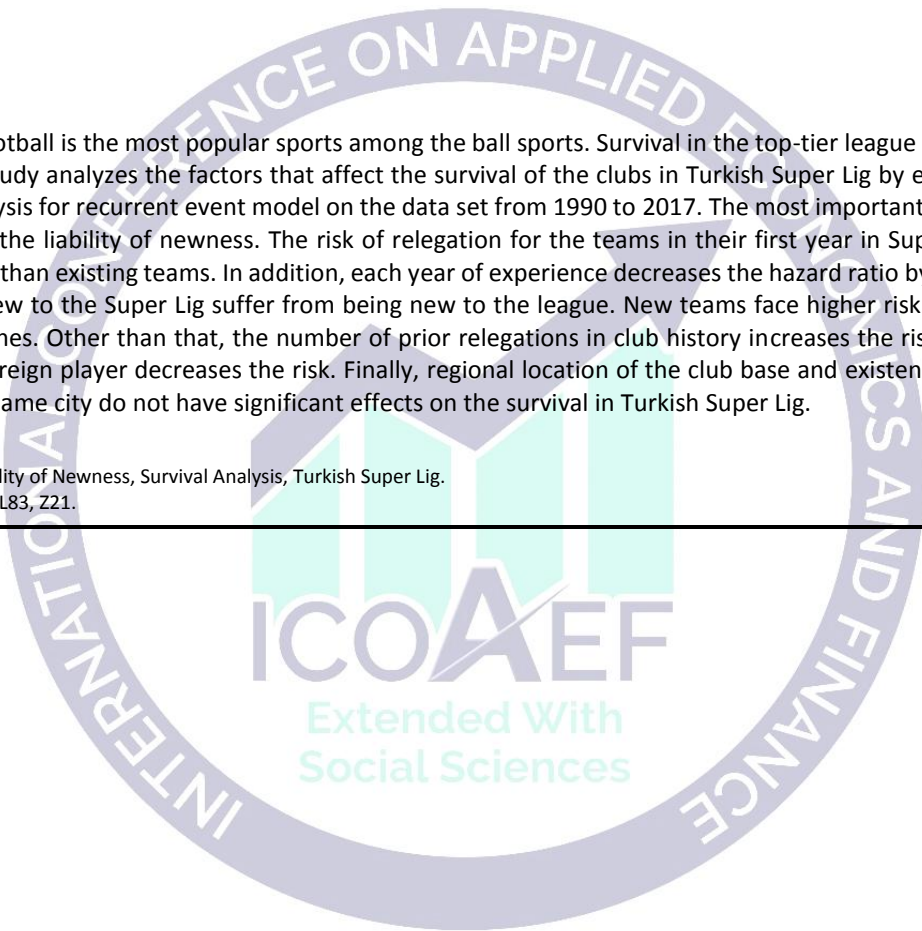 otball is the most popular sports among the ball sports. Survival in the top-tier league
tudy analyzes the factors that affect the survival of the clubs in Turkish Super Lig by e
ysis for recurrent event model on the data set from 1990 to 2017. The most important
the liability of newness. The risk of relegation for the teams in their first year in Sup
than existing teams. In addition, each year of experience decreases the hazard ratio by
ew to the Super Lig suffer from being new to the league. New teams face higher risk
nes. Other than that, the number of prior relegations in club history increases the ris
reign player decreases the risk. Finally, regional location of the club base and existen
ame city do not have significant effects on the survival in Turkish Super Lig.
lity of Newness, Survival Analysis, Turkish Super Lig.
L83, Z21.
INTERNATIONAL CONFERENCE ON APPLIED ECONOMICS AND FINANCE
ICOAEF
Extended With
Social Sciences